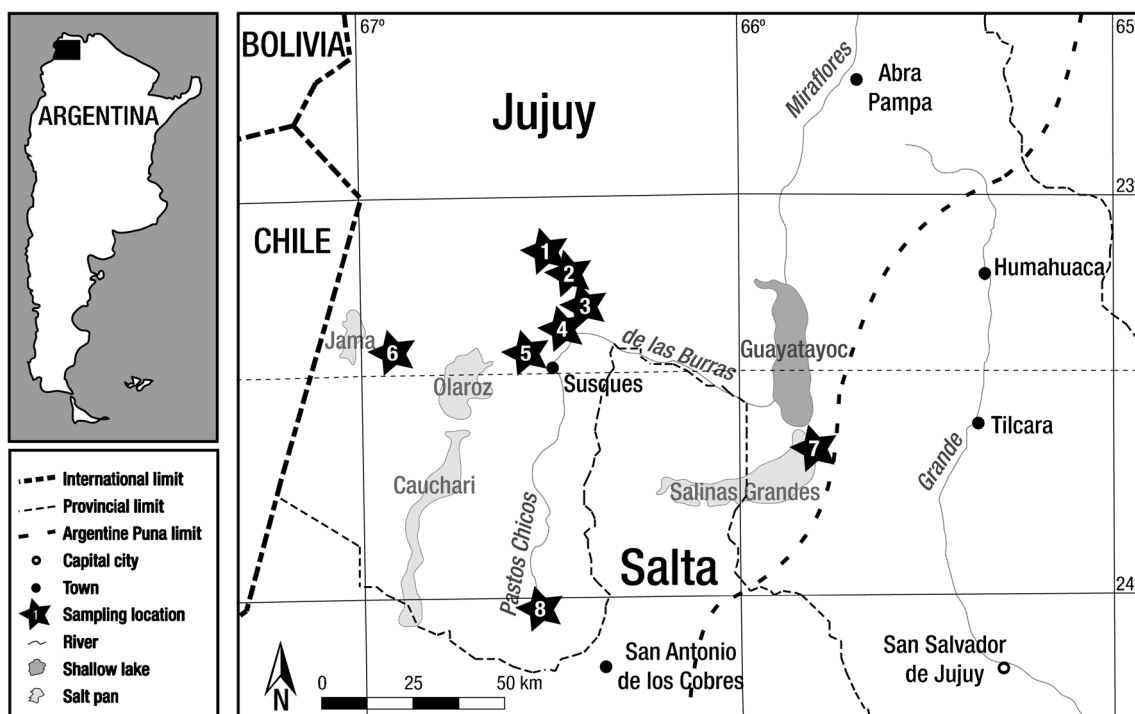 ARGENTINA
International limit
Provincial limit
Argentine Puna limit
Capital city
Town
1
Sampling location
River
Shallow lake
Salt pan
67º
66º
65
BOLIVIA
Jujuy
Miraflores
Abra
Pampa
23
CHILE
1
2
3
4
5
6
Humahuaca
Jama
Olaroz
Susques
de las Burras
Guayatayoc
Tilcara
7
Cauchari
Salinas Grandes
Grande
Pastos Chicos
Salta
8
24
San Antonio
de los Cobres
San Salvador
de Jujuy
N
0
25
50 km